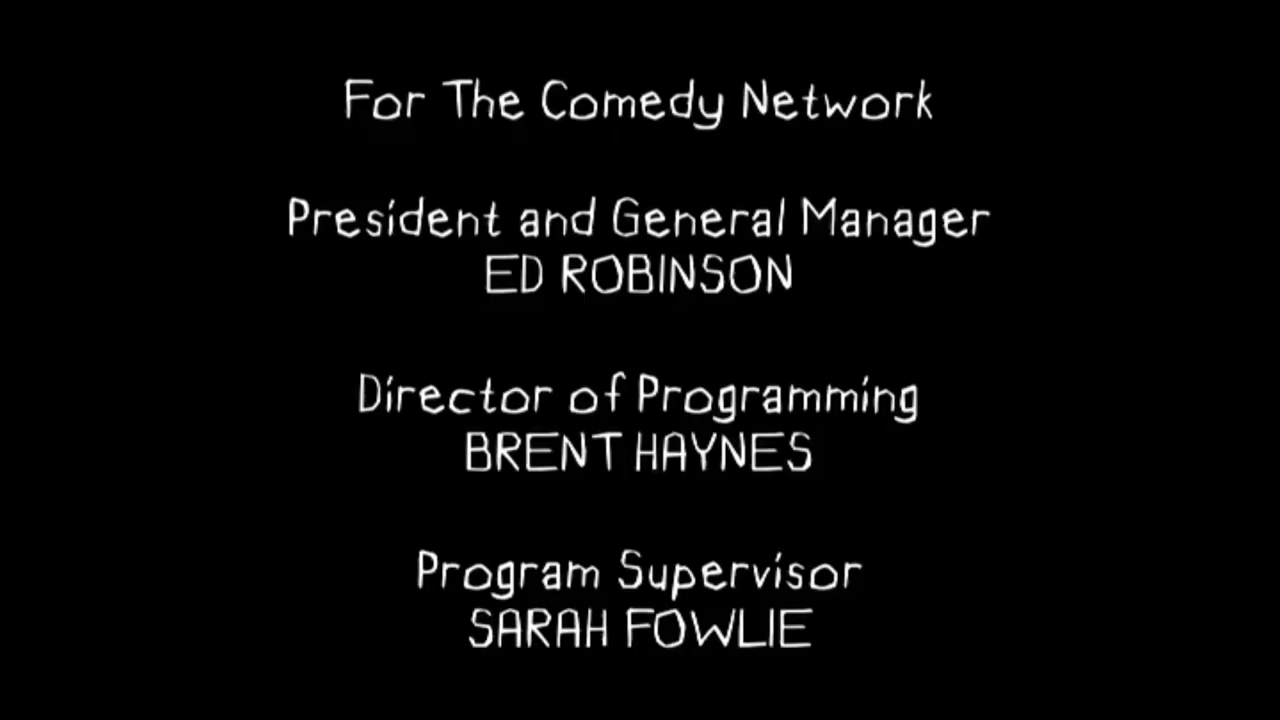 For The Comedy Network
President and General Manager
ED ROBINSON
Director of Programming
BRENT HAYNES
Program Supervisor
SARAH FOWLIE